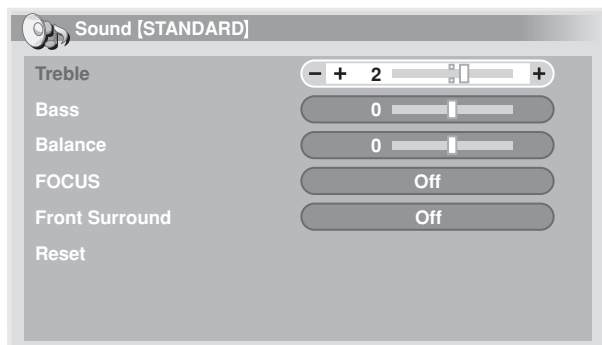 Sound [STANDARD]
Treble − + 2 +
Bass 0
Balance 0
FOCUS Off
Front Surround Off
Reset